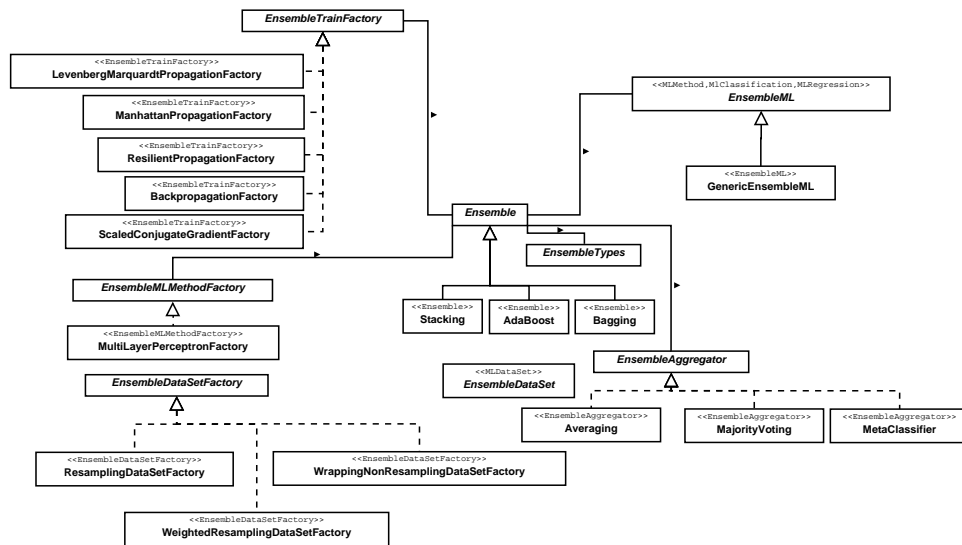 EnsembleTrainFactory
<<EnsembleTrainFactory>>
LevenbergMarquardtPropagationFactory
<<EnsembleTrainFactory>>
ManhattanPropagationFactory
<<EnsembleTrainFactory>>
ResilientPropagationFactory
<<EnsembleTrainFactory>>
BackpropagationFactory
<<EnsembleTrainFactory>>
ScaledConjugateGradientFactory
<<MLMethod,MlClassification,MLRegression>>
EnsembleML
<<EnsembleML>>
GenericEnsembleML
Ensemble
EnsembleTypes
EnsembleMLMethodFactory
<<EnsembleMLMethodFactory>>
MultiLayerPerceptronFactory
<<Ensemble>>
Stacking
<<Ensemble>>
AdaBoost
<<Ensemble>>
Bagging
EnsembleAggregator
<<MLDataSet>>
EnsembleDataSet
EnsembleDataSetFactory
<<EnsembleAggregator>>
Averaging
<<EnsembleAggregator>>
MajorityVoting
<<EnsembleAggregator>>
MetaClassifier
<<EnsembleDataSetFactory>>
ResamplingDataSetFactory
<<EnsembleDataSetFactory>>
WrappingNonResamplingDataSetFactory
<<EnsembleDataSetFactory>>
WeightedResamplingDataSetFactory